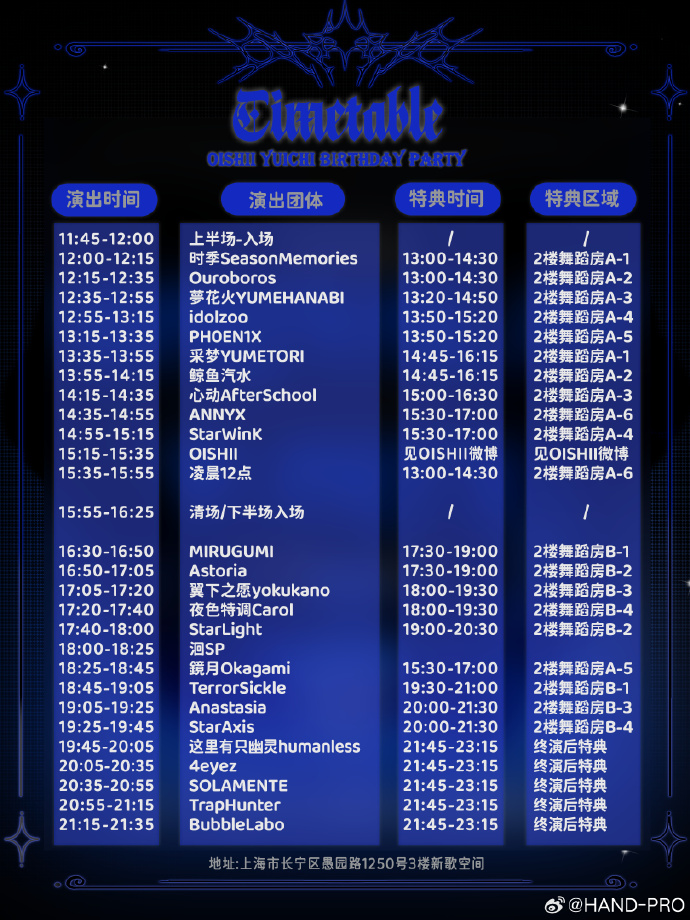 Timetable
OISHII YUICHI BIRTHDAY PARTY
演出时间 演出团体 特典时间 特典区域
11:45-12:00 上半场-入场 / /
12:00-12:15 时季SeasonMemories 13:00-14:30 2楼舞蹈房A-1
12:15-12:35 Ouroboros 13:00-14:30 2楼舞蹈房A-2
12:35-12:55 夢花火YUMEHANABI 13:20-14:50 2楼舞蹈房A-3
12:55-13:15 idolzoo 13:50-15:20 2楼舞蹈房A-4
13:15-13:35 PH0EN1X 13:50-15:20 2楼舞蹈房A-5
13:35-13:55 采梦YUMETORI 14:45-16:15 2楼舞蹈房A-1
13:55-14:15 鲸鱼汽水 14:45-16:15 2楼舞蹈房A-2
14:15-14:35 心动AfterSchool 15:00-16:30 2楼舞蹈房A-3
14:35-14:55 ANNYX 15:30-17:00 2楼舞蹈房A-6
14:55-15:15 StarWinK 15:30-17:00 2楼舞蹈房A-4
15:15-15:35 OISHII 见OISHII微博 见OISHII微博
15:35-15:55 凌晨12点 13:00-14:30 2楼舞蹈房A-6
15:55-16:25 清场/下半场入场 / /
16:30-16:50 MIRUGUMI 17:30-19:00 2楼舞蹈房B-1
16:50-17:05 Astoria 17:30-19:00 2楼舞蹈房B-2
17:05-17:20 翼下之愿yokukano 18:00-19:30 2楼舞蹈房B-3
17:20-17:40 夜色特调Carol 18:00-19:30 2楼舞蹈房B-4
17:40-18:00 StarLight 19:00-20:30 2楼舞蹈房B-2
18:00-18:25 洄SP
18:25-18:45 鏡月Okagami 15:30-17:00 2楼舞蹈房A-5
18:45-19:05 TerrorSickle 19:30-21:00 2楼舞蹈房B-1
19:05-19:25 Anastasia 20:00-21:30 2楼舞蹈房B-3
19:25-19:45 StarAxis 20:00-21:30 2楼舞蹈房B-4
19:45-20:05 这里有只幽灵humanless 21:45-23:15 终演后特典
20:05-20:35 4eyez 21:45-23:15 终演后特典
20:35-20:55 SOLAMENTE 21:45-23:15 终演后特典
20:55-21:15 TrapHunter 21:45-23:15 终演后特典
21:15-21:35 BubbleLabo 21:45-23:15 终演后特典
地址:上海市长宁区愚园路1250号3楼新歌空间
@HAND-PRO